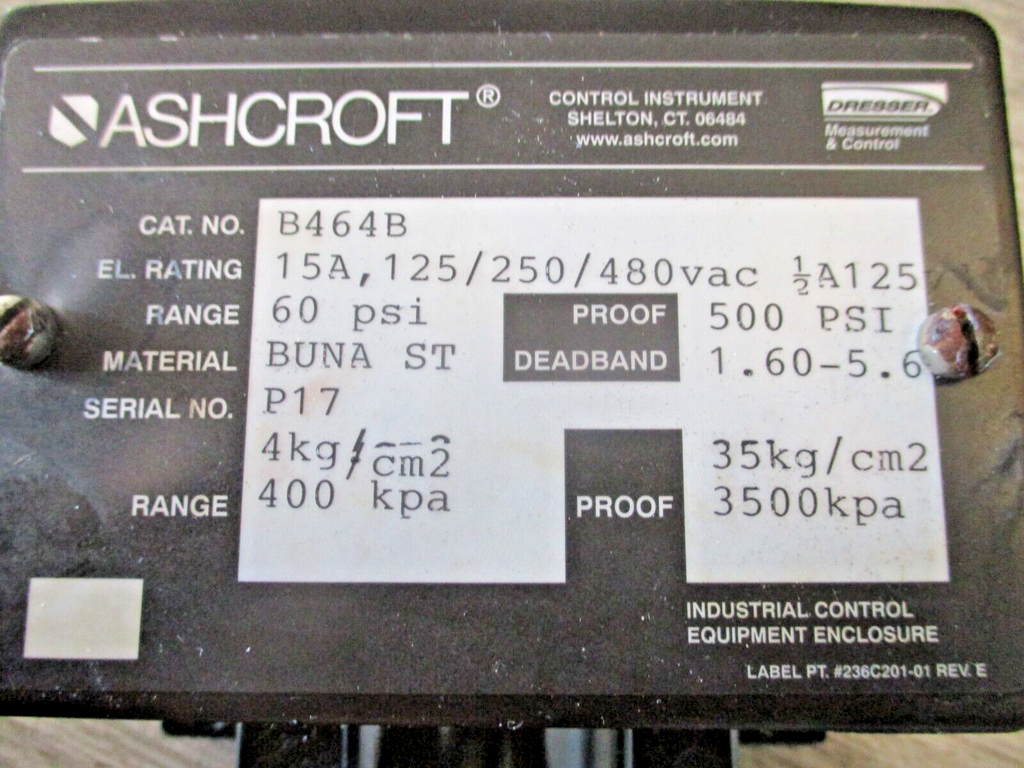 ASHCROFT®
CONTROL INSTRUMENT
SHELTON, CT. 06484
www.ashcroft.com
DRESSER
Measurement
& Control
CAT. NO. B464B
EL. RATING 15A,125/250/480vac ½A125
RANGE 60 psi PROOF 500 PSI
MATERIAL BUNA ST DEADBAND 1.60-5.6
SERIAL NO. P17
4kg/cm2 35kg/cm2
RANGE 400 kpa PROOF 3500kpa
INDUSTRIAL CONTROL
EQUIPMENT ENCLOSURE
LABEL PT. #236C201-01 REV. E